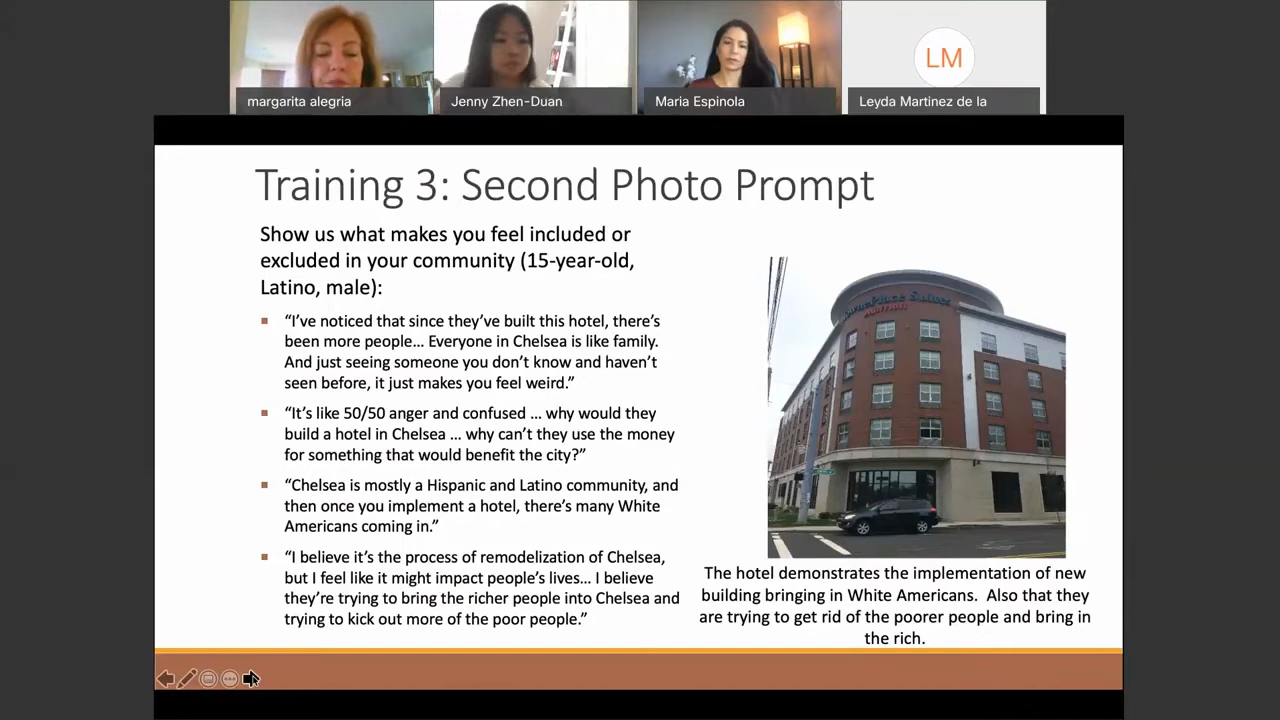 margarita alegria
Jenny Zhen-Duan
Maria Espinola
LM
Leyda Martinez de la
Training 3: Second Photo Prompt
Show us what makes you feel included or
excluded in your community (15-year-old,
Latino, male):
“I’ve noticed that since they’ve built this hotel, there’s
been more people… Everyone in Chelsea is like family.
And just seeing someone you don’t know and haven’t
seen before, it just makes you feel weird.”
“It’s like 50/50 anger and confused … why would they
build a hotel in Chelsea … why can’t they use the money
for something that would benefit the city?”
“Chelsea is mostly a Hispanic and Latino community, and
then once you implement a hotel, there’s many White
Americans coming in.”
“I believe it’s the process of remodelization of Chelsea,
but I feel like it might impact people’s lives… I believe
they’re trying to bring the richer people into Chelsea and
trying to kick out more of the poor people.”
Suites
Marriott
The hotel demonstrates the implementation of new
building bringing in White Americans.  Also that they
are trying to get rid of the poorer people and bring in
the rich.